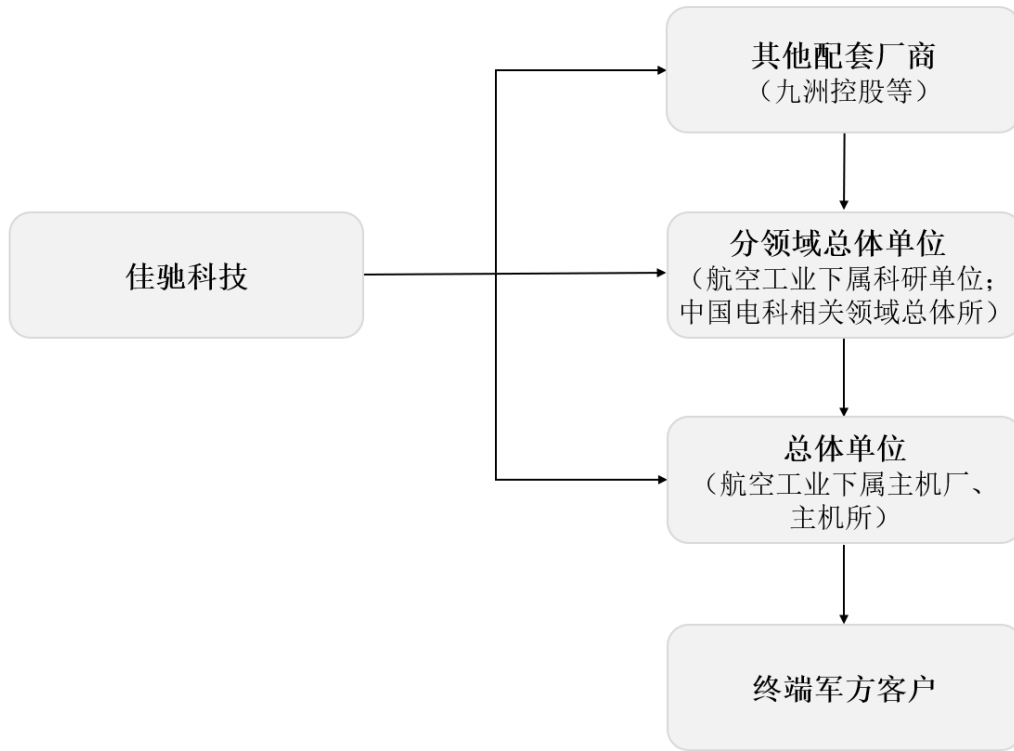 其他配套厂商
（九洲控股等）
佳驰科技
分领域总体单位
（航空工业下属科研单位；
中国电科相关领域总体所）
总体单位
（航空工业下属主机厂、
主机所）
终端军方客户